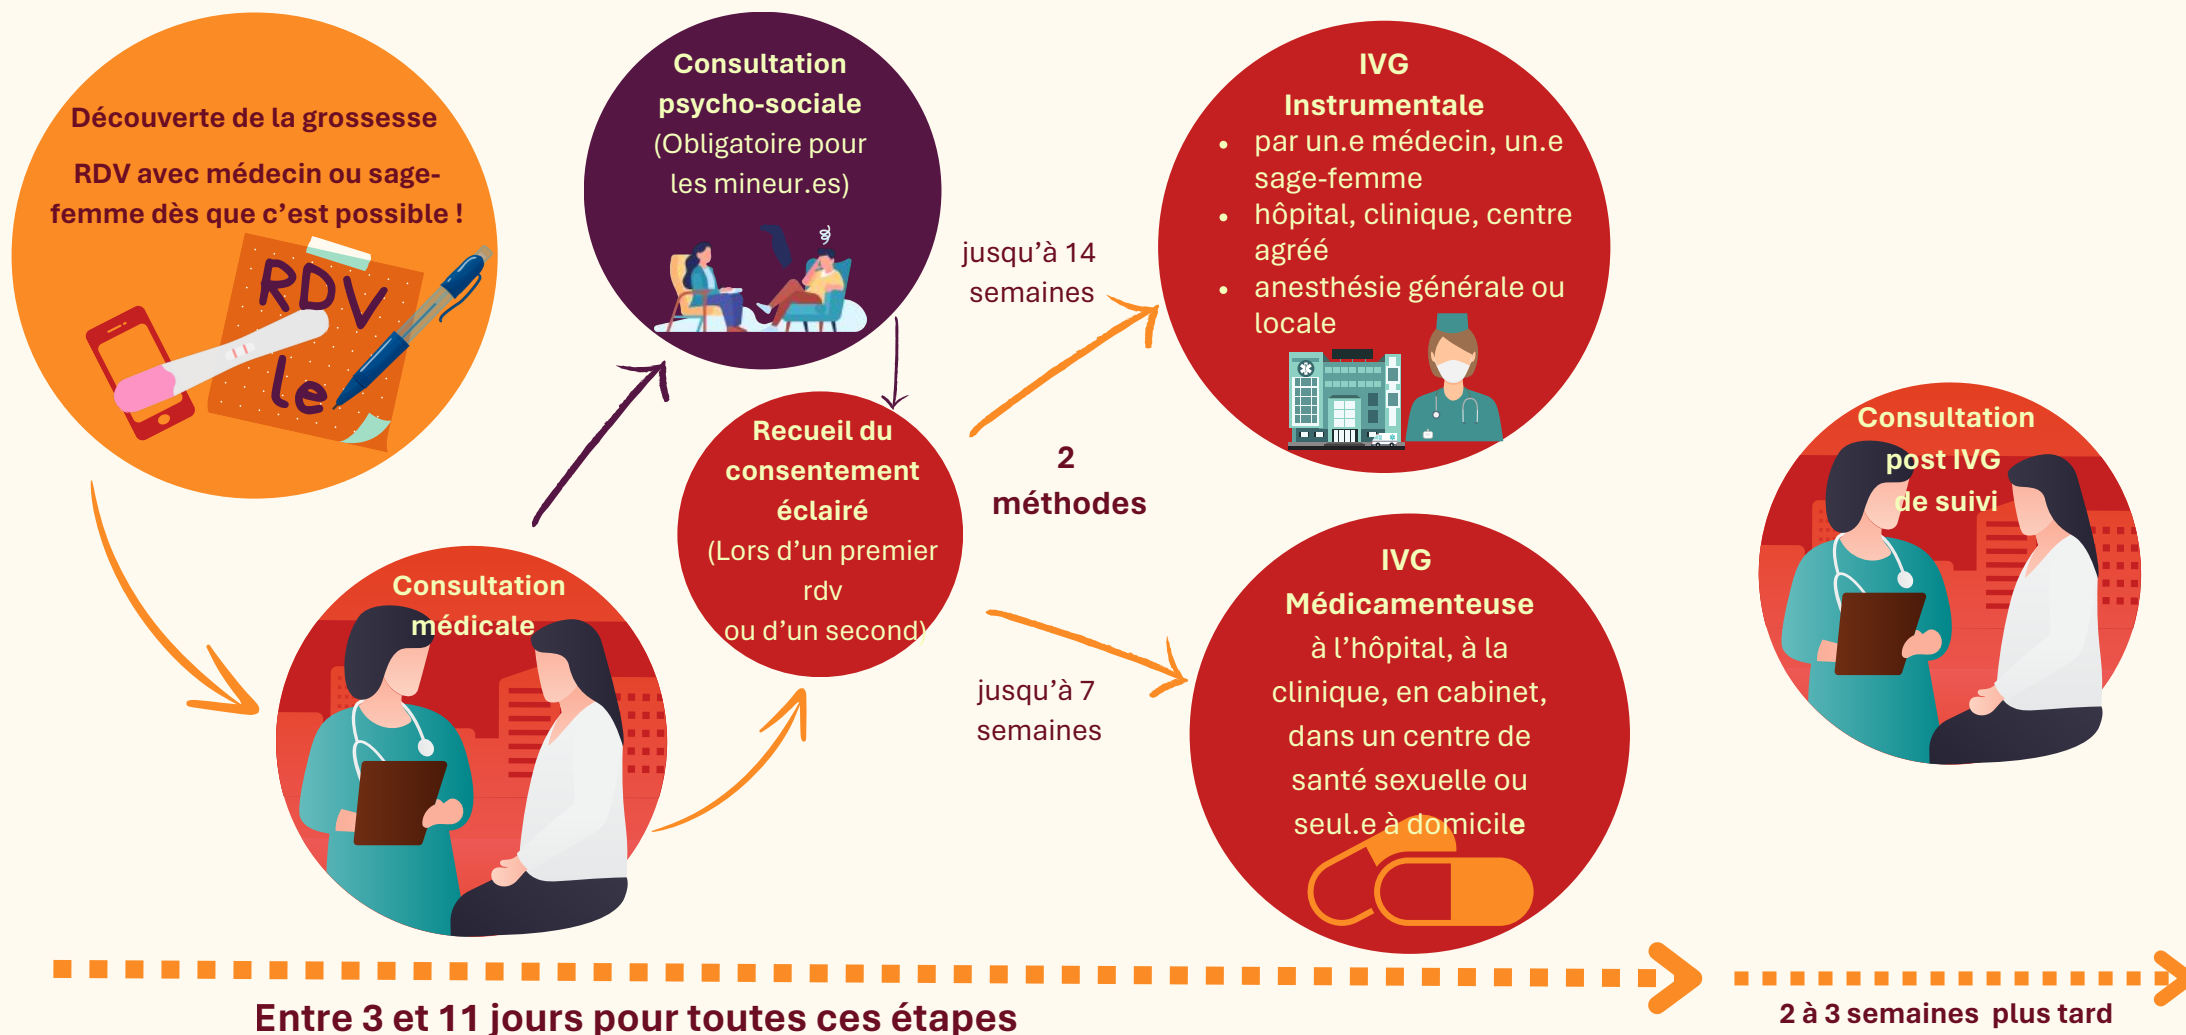 Découverte de la grossesse
RDV avec médecin ou sage-
femme dès que c'est possible !
RDV
le
Consultation
médicale
Consultation
psycho-sociale
(Obligatoire pour
les mineur.es)
Recueil du
consentement
éclairé
(Lors d'un premier
rdv
ou d'un second)
jusqu'à 14
semaines
2
méthodes
jusqu'à 7
semaines
IVG
Instrumentale
• par un.e médecin, un.e
sage-femme
• hôpital, clinique, centre
agréé
• anesthésie générale ou
locale
IVG
Médicamenteuse
à l'hôpital, à la
clinique, en cabinet,
dans un centre de
santé sexuelle ou
seul.e à domicile
Consultation
post IVG
de suivi
Entre 3 et 11 jours pour toutes ces étapes
2 à 3 semaines plus tard